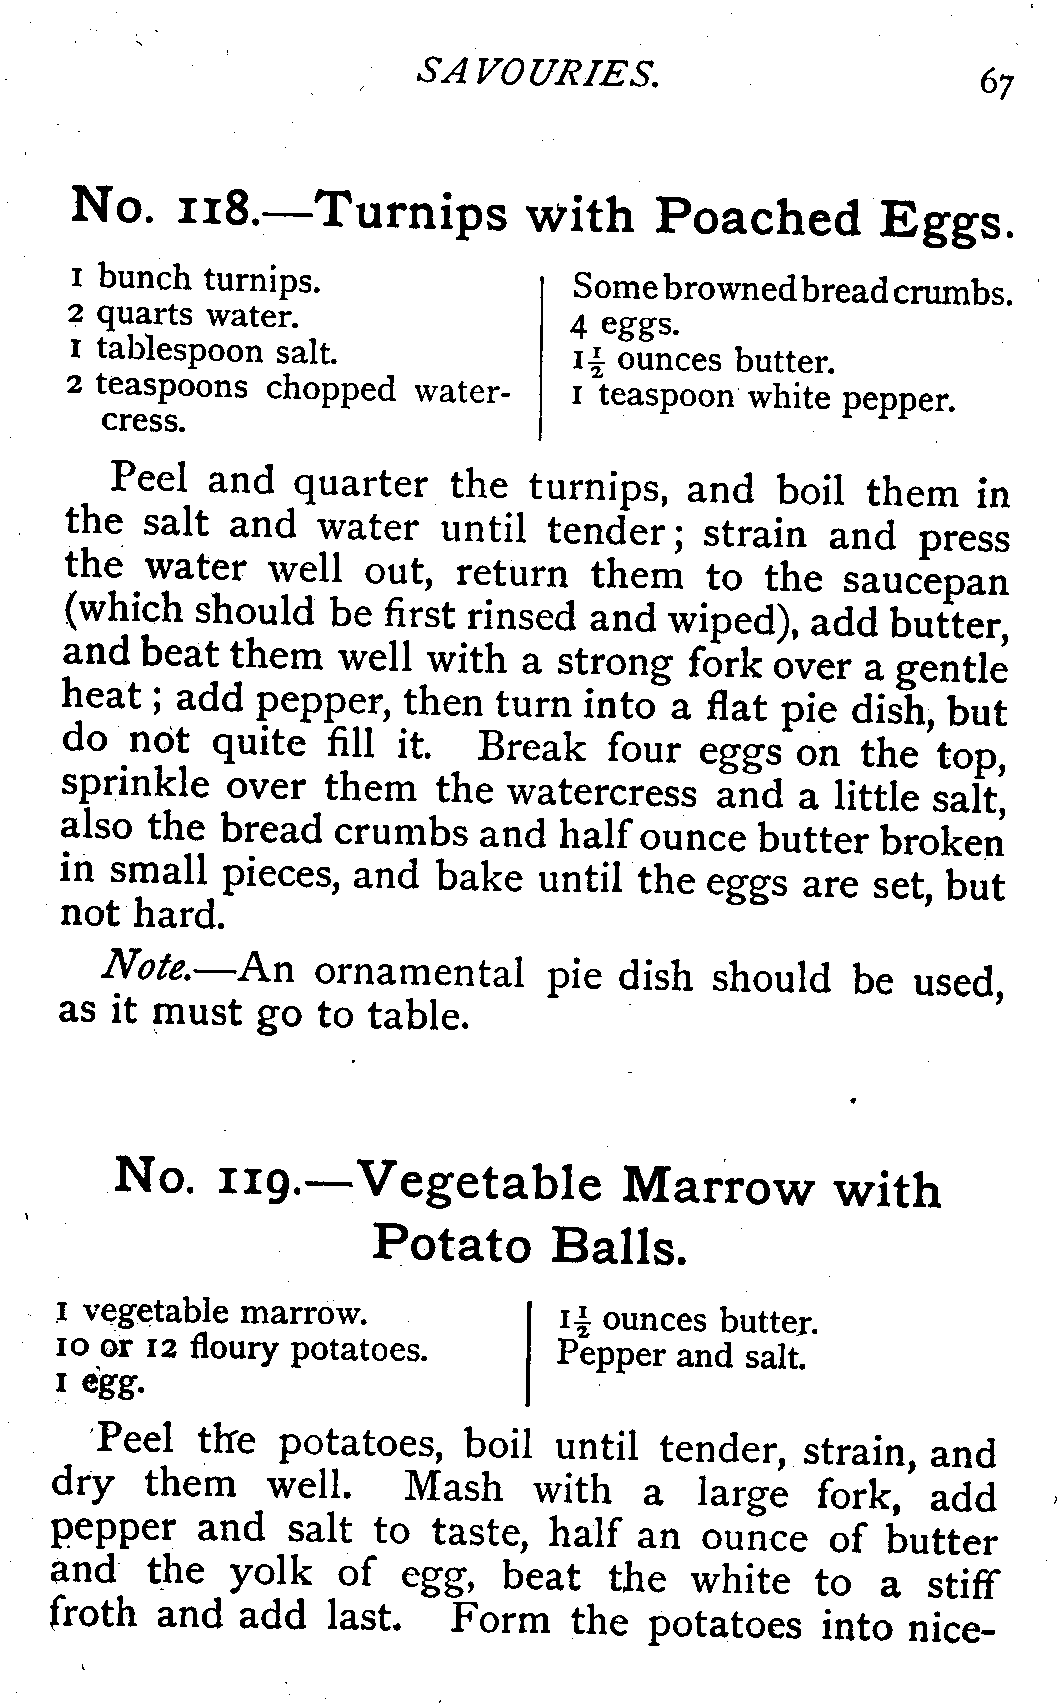 SAVOURIES. 67
No. 118.—Turnips with Poached Eggs.
1 bunch turnips.
2 quarts water.
1 tablespoon salt.
2 teaspoons chopped water-
cress.
Some browned bread crumbs.
4 eggs.
1½ ounces butter.
1 teaspoon white pepper.
Peel and quarter the turnips, and boil them in
the salt and water until tender; strain and press
the water well out, return them to the saucepan
(which should be first rinsed and wiped), add butter,
and beat them well with a strong fork over a gentle
heat; add pepper, then turn into a flat pie dish, but
do not quite fill it. Break four eggs on the top,
sprinkle over them the watercress and a little salt,
also the bread crumbs and half ounce butter broken
in small pieces, and bake until the eggs are set, but
not hard.
Note.—An ornamental pie dish should be used,
as it must go to table.
No. 119.—Vegetable Marrow with
Potato Balls.
1 vegetable marrow.
10 or 12 floury potatoes.
1 egg.
1½ ounces butter.
Pepper and salt.
Peel the potatoes, boil until tender, strain, and
dry them well. Mash with a large fork, add
pepper and salt to taste, half an ounce of butter
and the yolk of egg, beat the white to a stiff
froth and add last. Form the potatoes into nice-